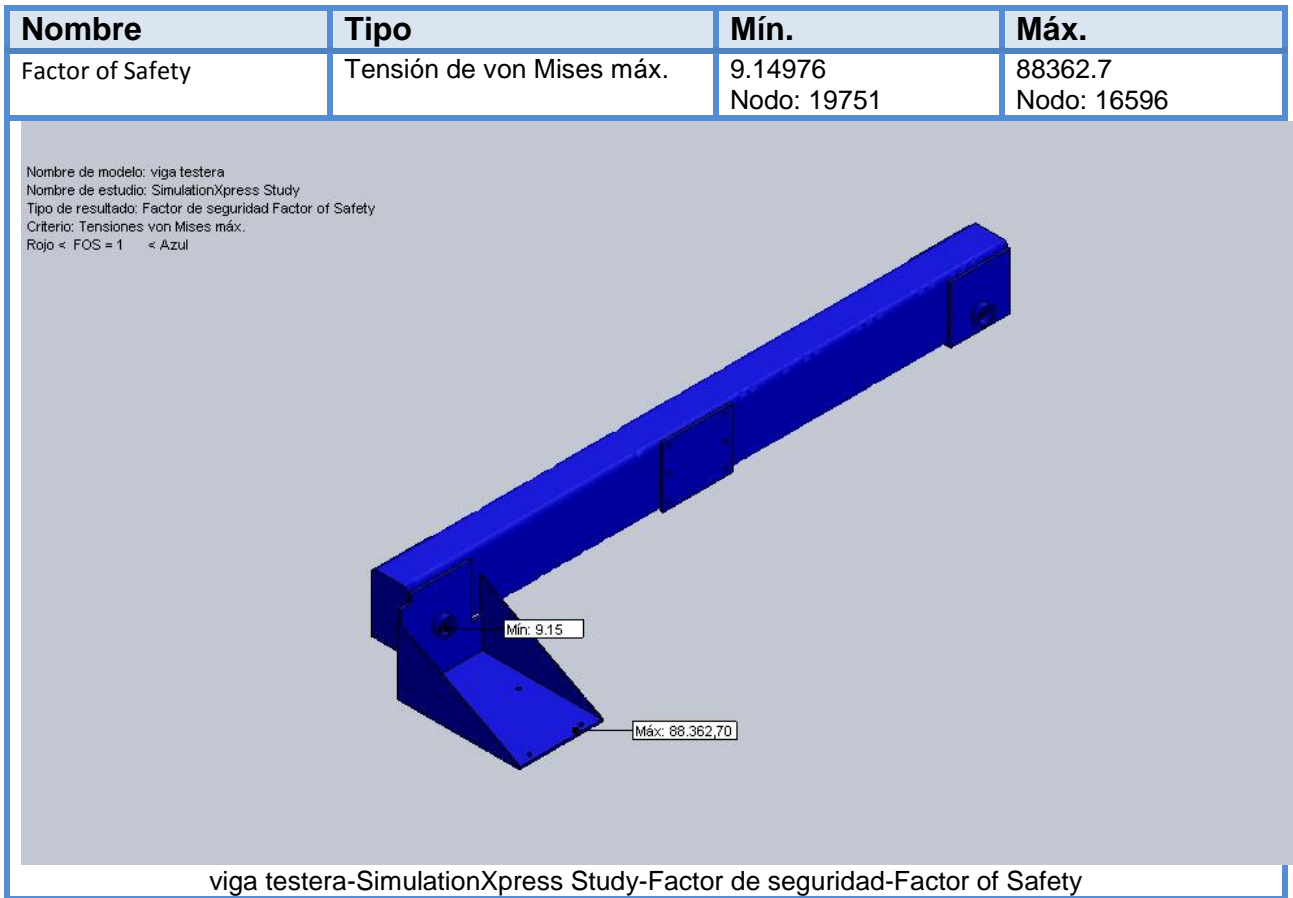 Nombre Tipo Mín. Máx.
Factor of Safety Tensión de von Mises máx. 9.14976 88362.7
Nodo: 19751 Nodo: 16596
Nombre de modelo: viga testera
Nombre de estudio: SimulationXpress Study
Tipo de resultado: Factor de seguridad Factor of Safety
Criterio: Tensiones von Mises máx.
Rojo < FOS = 1 < Azul
Mín: 9.15
Máx: 88.362,70
viga testera-SimulationXpress Study-Factor de seguridad-Factor of Safety